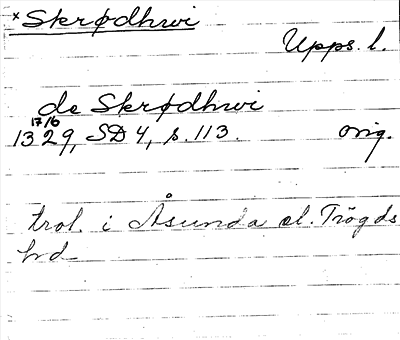 *Skrødhwi
Upps. l.
de Skrødhwi
17/6
1329, SD 4, s. 113. orig.
trol. i Åsunda el. Trögds
hd